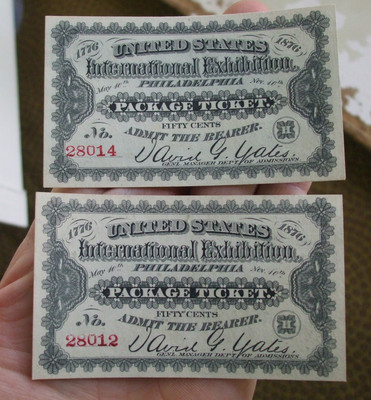 1776 UNITED STATES 1876
International Exhibition,
May 10th PHILADELPHIA Nov. 10th
PACKAGE TICKET.
FIFTY CENTS
No. ADMIT THE BEARER.
28014 David G. Yates.
GENL. MANAGER DEPT OF ADMISSIONS
1776 UNITED STATES 1876
International Exhibition,
May 10th PHILADELPHIA Nov. 10th
PACKAGE TICKET.
FIFTY CENTS
No. ADMIT THE BEARER.
28012 David G. Yates.
GENL. MANAGER DEPT OF ADMISSIONS